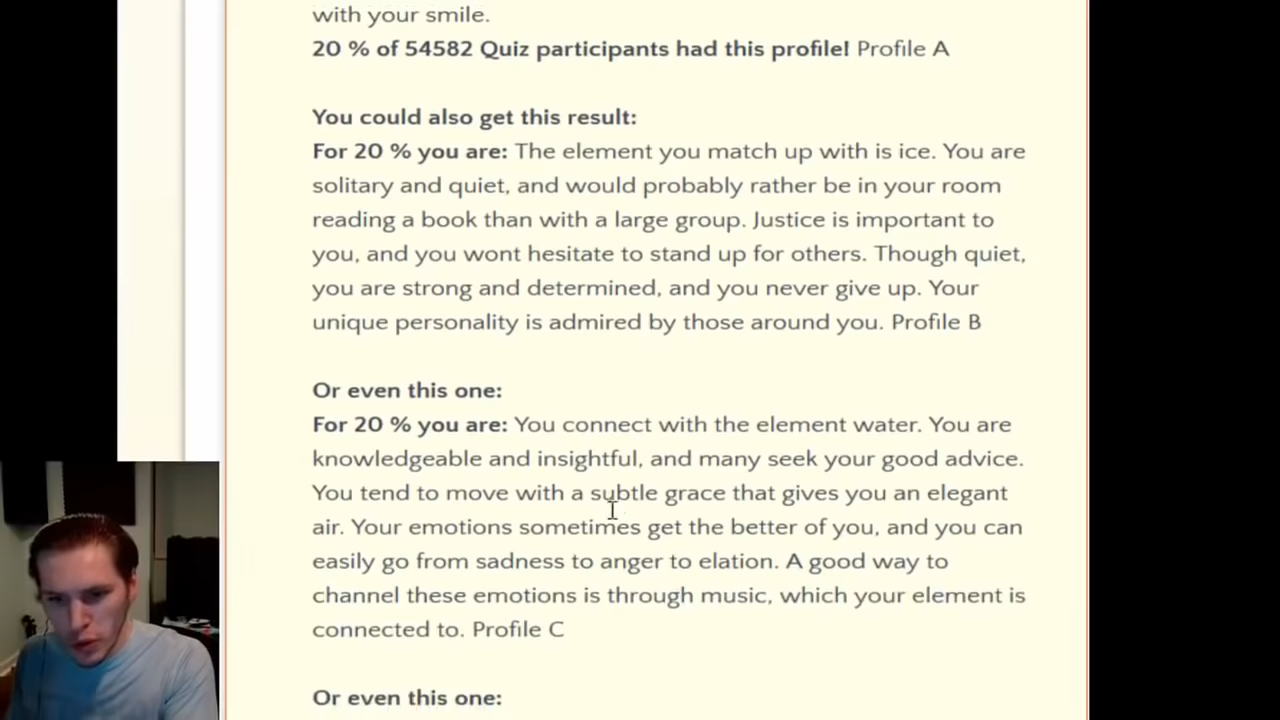 with your smile.
20 % of 54582 Quiz participants had this profile! Profile A
You could also get this result:
For 20 % you are: The element you match up with is ice. You are
solitary and quiet, and would probably rather be in your room
reading a book than with a large group. Justice is important to
you, and you wont hesitate to stand up for others. Though quiet,
you are strong and determined, and you never give up. Your
unique personality is admired by those around you. Profile B
Or even this one:
For 20 % you are: You connect with the element water. You are
knowledgeable and insightful, and many seek your good advice.
You tend to move with a subtle grace that gives you an elegant
air. Your emotions sometimes get the better of you, and you can
easily go from sadness to anger to elation. A good way to
channel these emotions is through music, which your element is
connected to. Profile C
Or even this one: